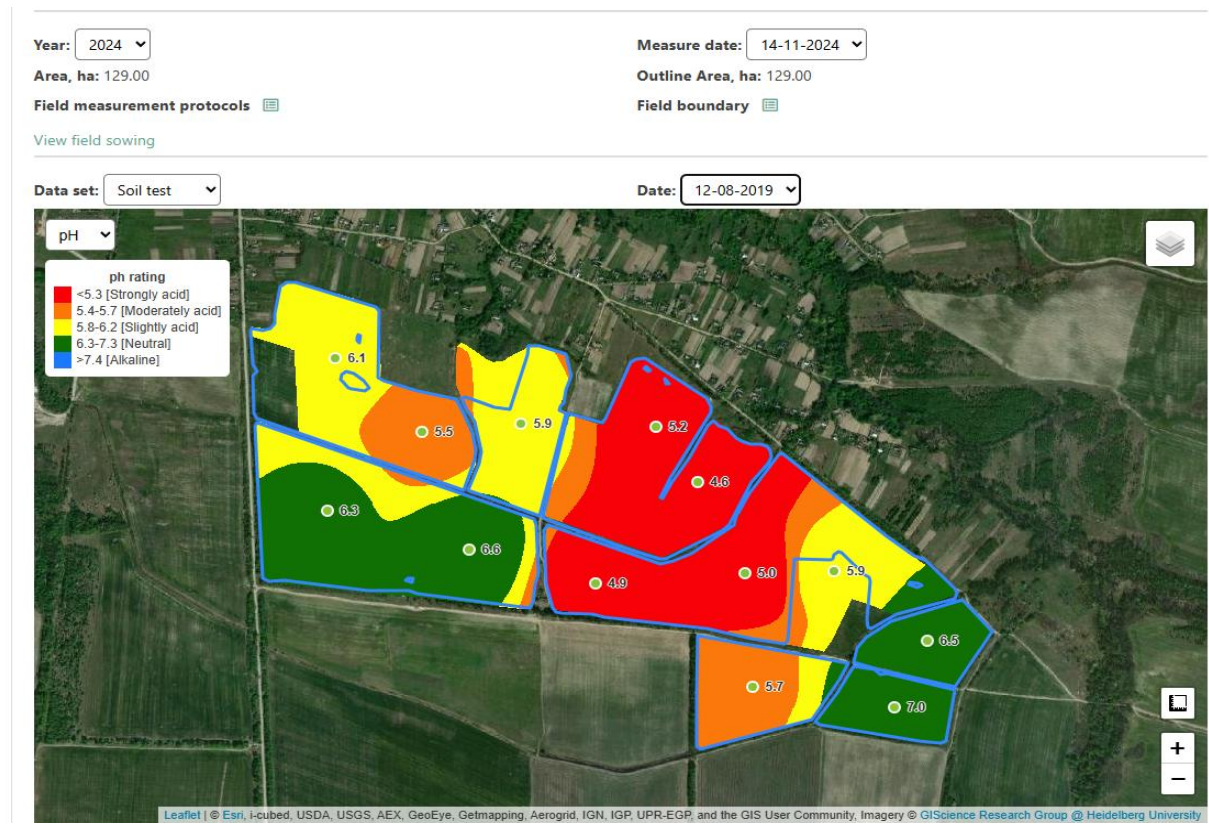 Year: 2024
Measure date: 14-11-2024
Area, ha: 129.00
Outline Area, ha: 129.00
Field measurement protocols
Field boundary
View field sowing
Data set: Soil test
Date: 12-08-2019
pH
ph rating
<5.3 [Strongly acid]
5.4-5.7 [Moderately acid]
5.8-6.2 [Slightly acid]
6.3-7.3 [Neutral]
>7.4 [Alkaline]
6.1
5.5
5.9
5.2
4.6
6.3
6.6
4.9
5.0
5.9
6.5
5.7
7.0
+
−
Leaflet | © Esri, i-cubed, USDA, USGS, AEX, GeoEye, Getmapping, Aerogrid, IGN, IGP, UPR-EGP, and the GIS User Community, Imagery © GIScience Research Group @ Heidelberg University